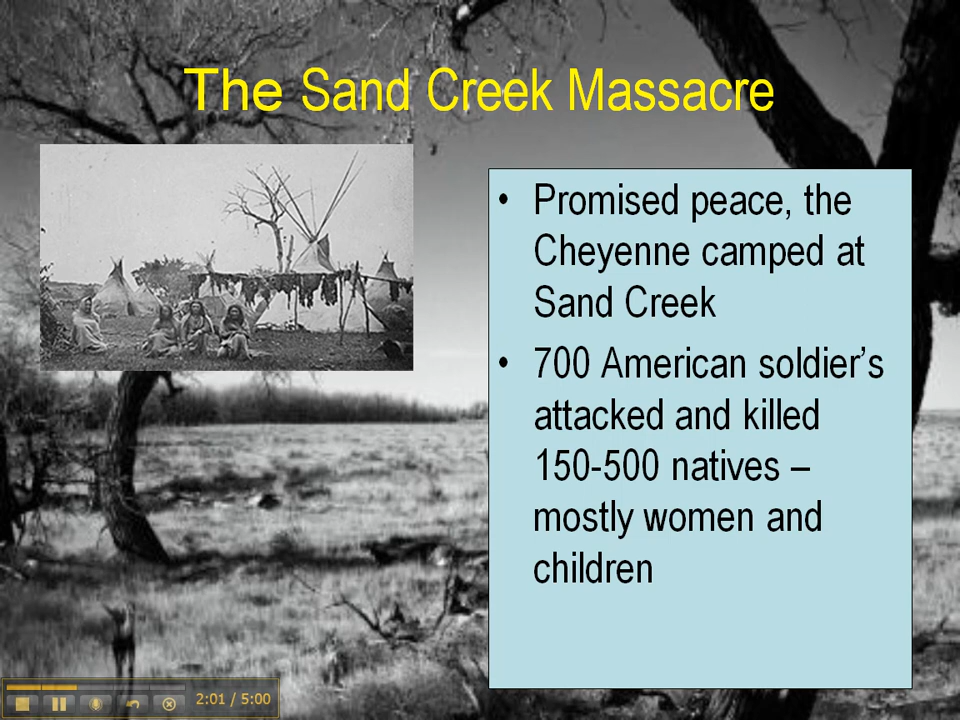 The Sand Creek Massacre
• Promised peace, the
Cheyenne camped at
Sand Creek
• 700 American soldier’s
attacked and killed
150-500 natives –
mostly women and
children
2:01 / 5:00